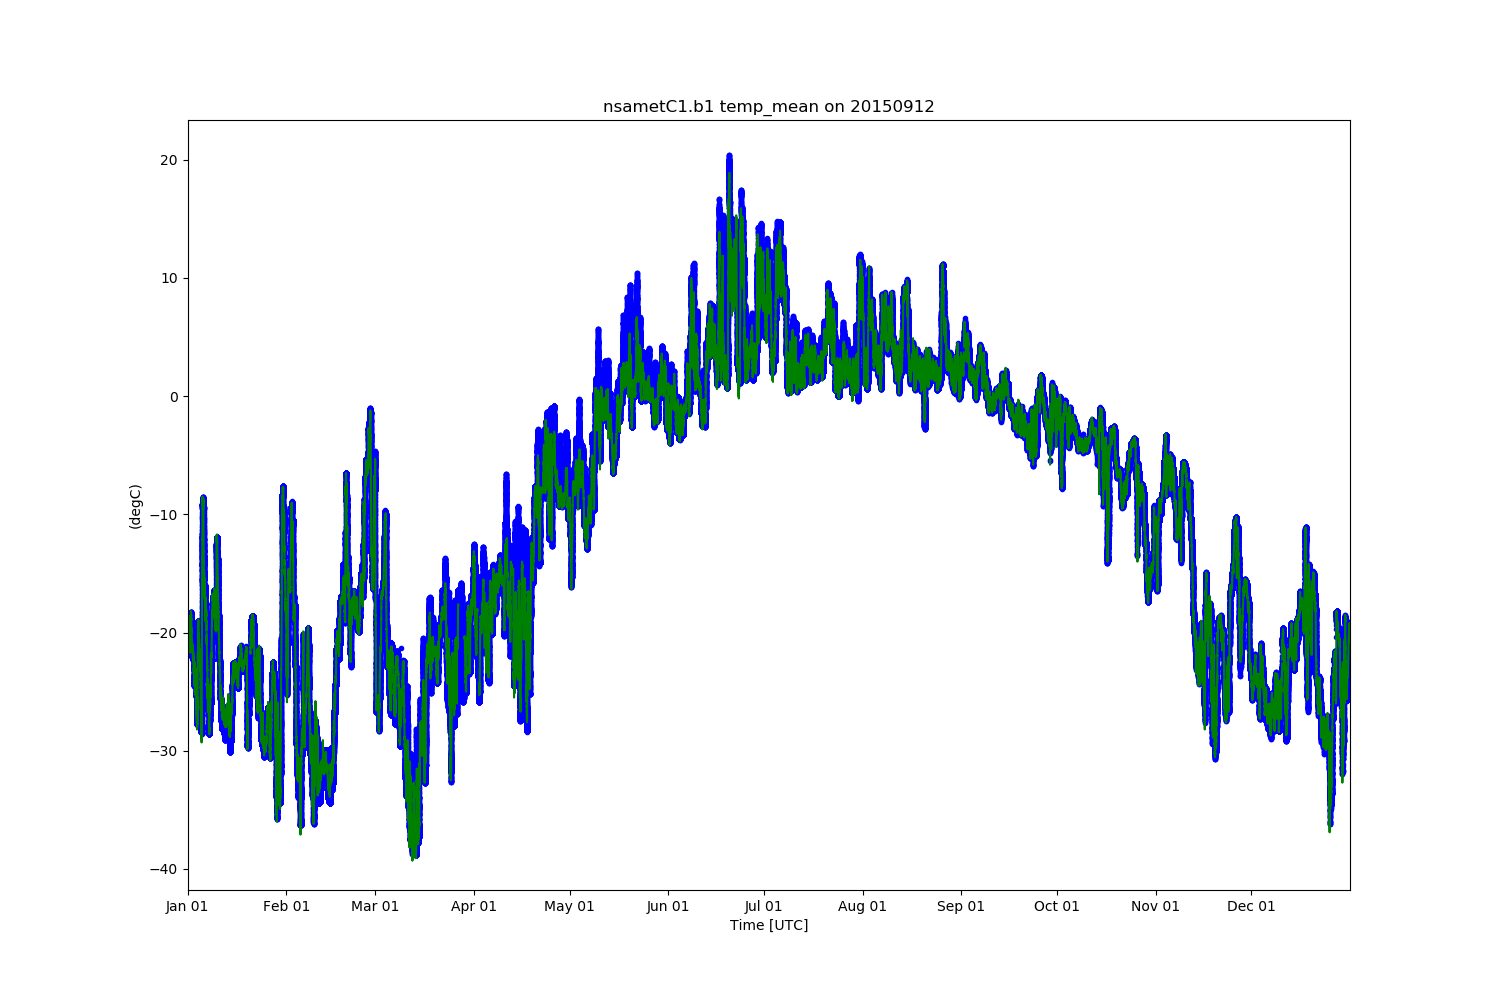 nsametC1.b1 temp_mean on 20150912
20
10
0
−10
−20
−30
−40
(degC)
Jan 01 Feb 01 Mar 01 Apr 01 May 01 Jun 01 Jul 01 Aug 01 Sep 01 Oct 01 Nov 01 Dec 01
Time [UTC]